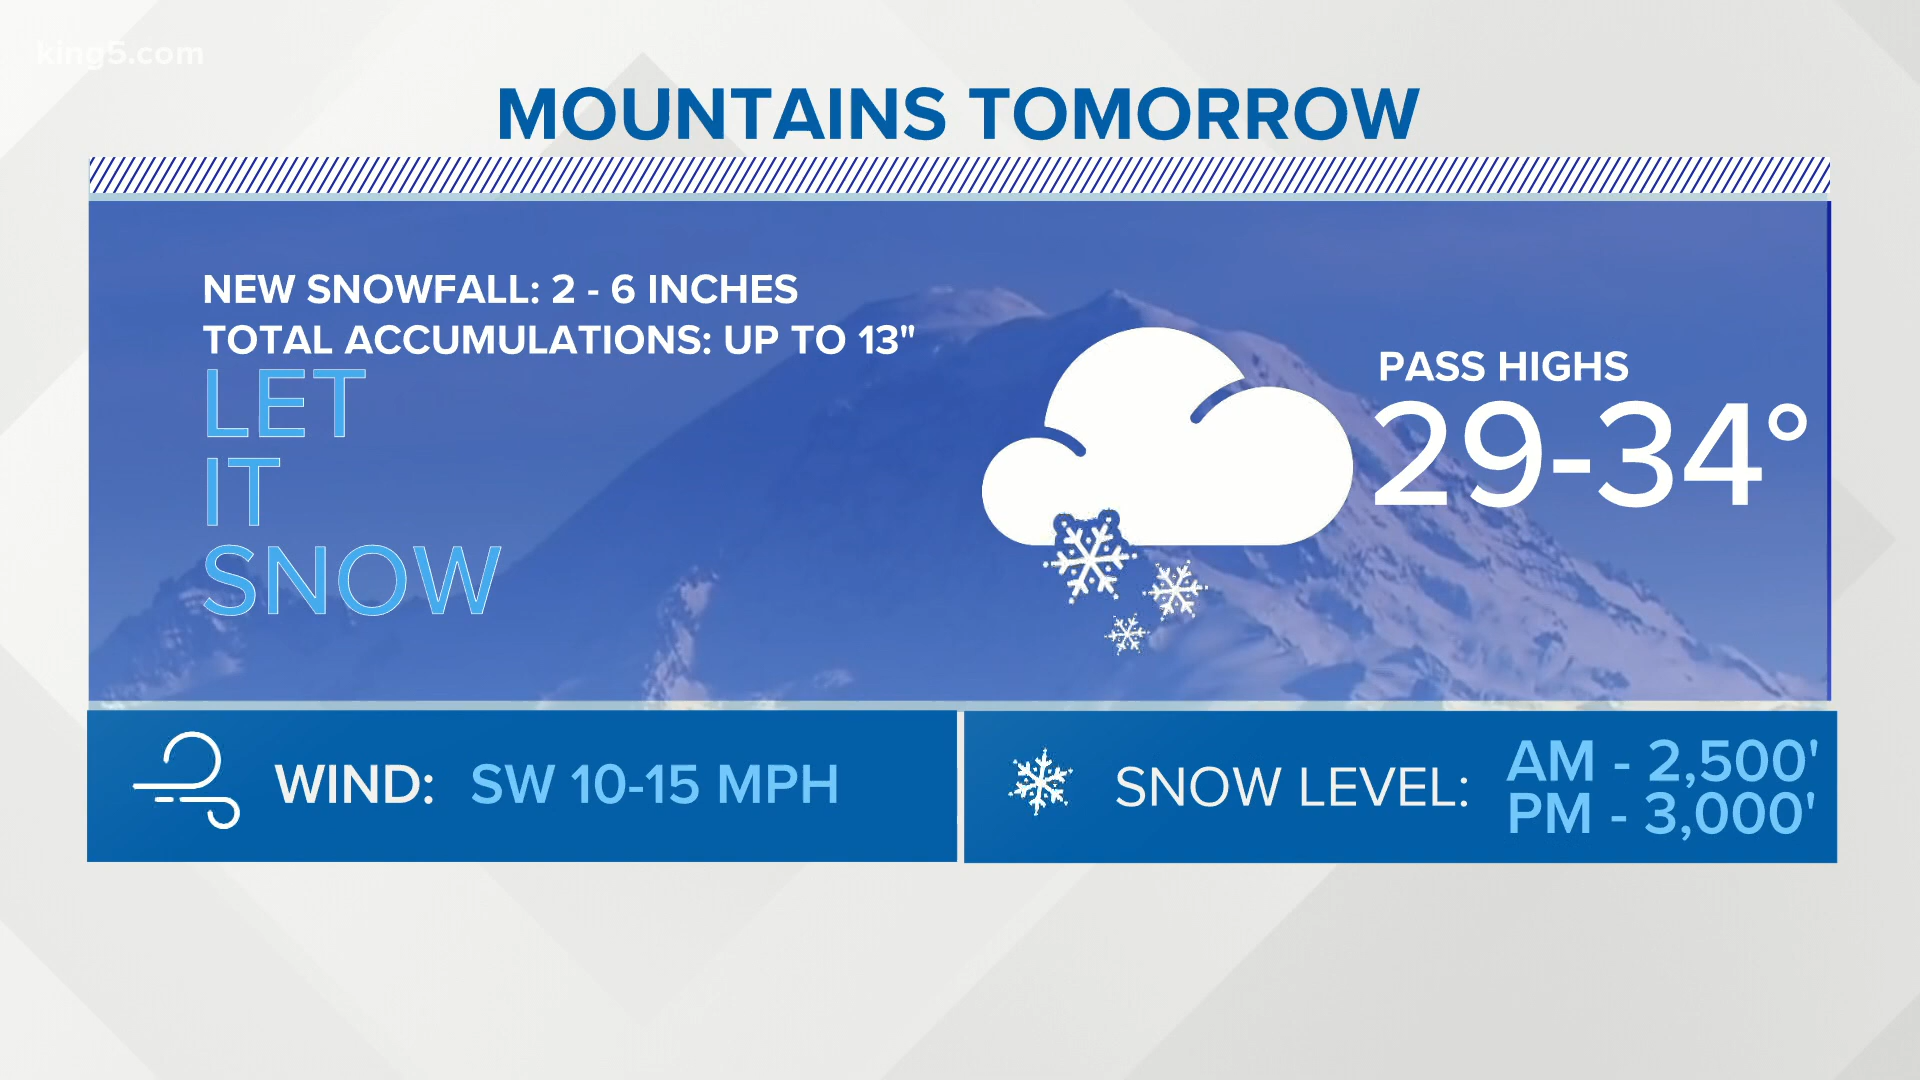 king5.com
MOUNTAINS TOMORROW
NEW SNOWFALL: 2 - 6 INCHES
TOTAL ACCUMULATIONS: UP TO 13"
LET
IT
SNOW
PASS HIGHS
29-34°
WIND: SW 10-15 MPH
SNOW LEVEL: AM - 2,500'
PM - 3,000'